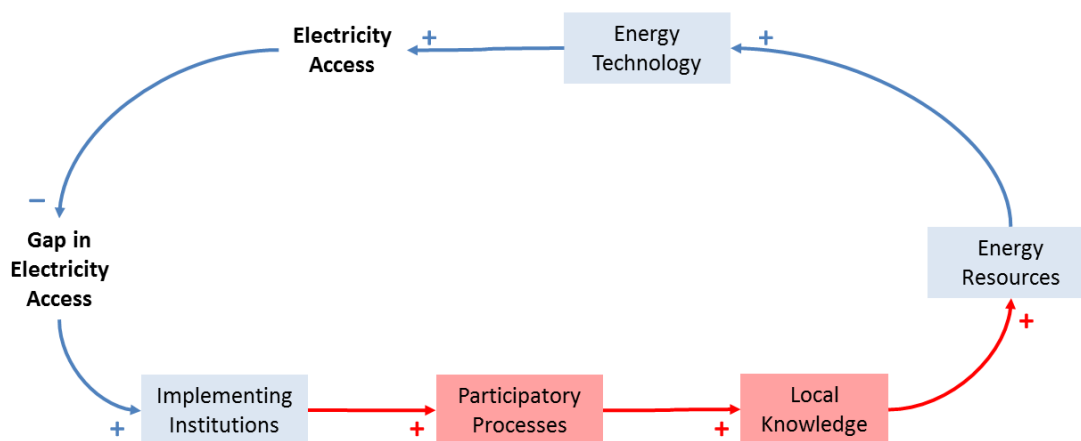 Electricity
Access
+
Energy
Technology
+
−
Gap in
Electricity
Access
Energy
Resources
+
Implementing
Institutions
+
Participatory
Processes
+
Local
Knowledge
+